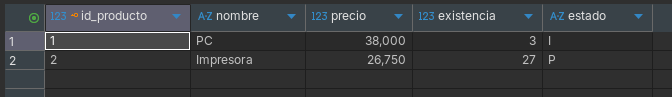 123 id_producto A-Z nombre 123 precio 123 existencia A-Z estado
1 1 PC 38,000 3 I
2 2 Impresora 26,750 27 P